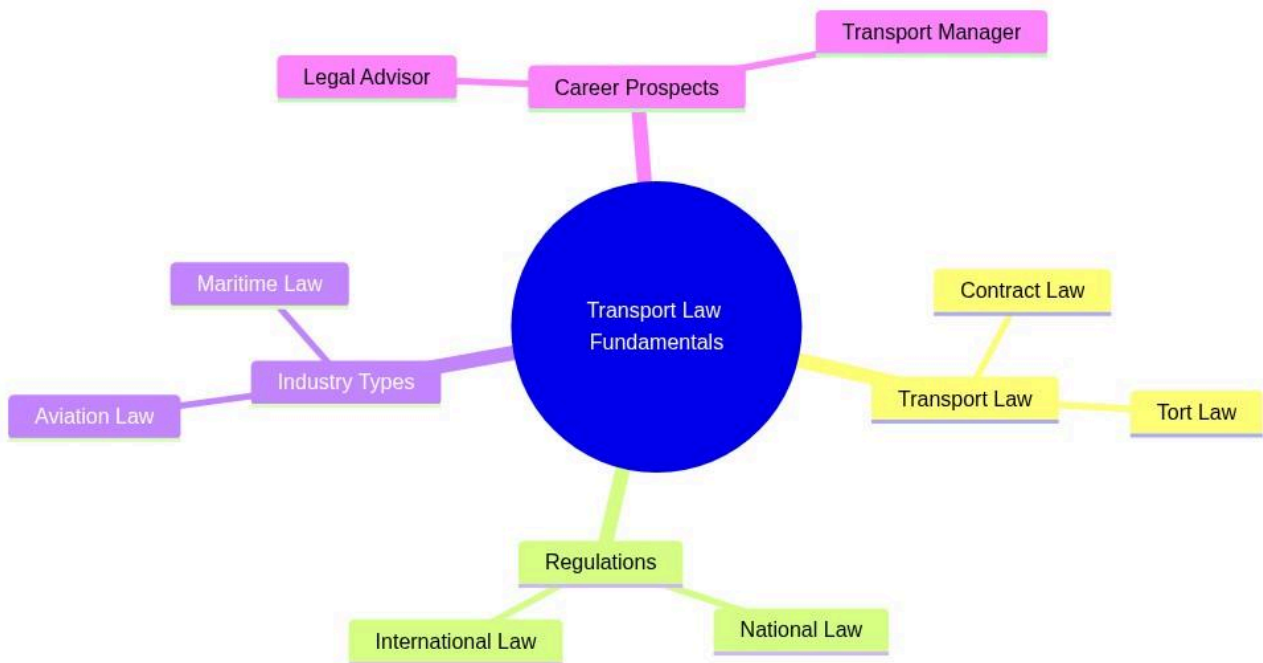 Transport Manager
Legal Advisor
Career Prospects
Maritime Law
Contract Law
Transport Law
Fundamentals
Industry Types
Transport Law
Aviation Law
Tort Law
Regulations
International Law
National Law